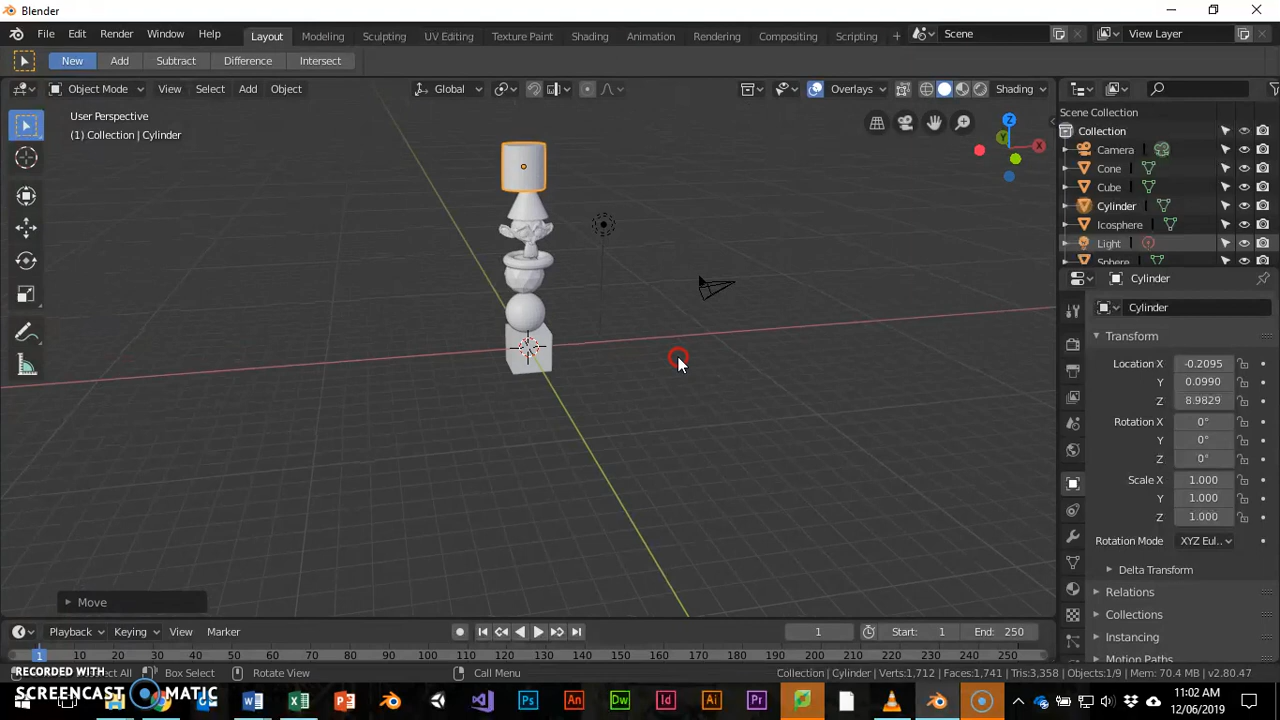 Blender
File Edit Render Window Help Layout Modeling Sculpting UV Editing Texture Paint Shading Animation Rendering Compositing Scripting + Scene View Layer
New Add Subtract Difference Intersect
Object Mode View Select Add Object Global Overlays Shading
User Perspective
(1) Collection | Cylinder
Z
Y
X
Scene Collection
Collection
Camera
Cone
Cube
Cylinder
Icosphere
Light
Sphere
Cylinder
Cylinder
Transform
Location X -0.2095
Y 0.0990
Z 8.9829
Rotation X 0°
Y 0°
Z 0°
Scale X 1.000
Y 1.000
Z 1.000
Rotation Mode XYZ Eul..
Delta Transform
Relations
Collections
Instancing
Motion Paths
Move
Playback Keying View Marker 1 Start: 1 End: 250
1 10 20 30 40 50 60 70 80 90 100 110 120 130 140 150 160 170 180 190 200 210 220 230 240 250
Box Select Rotate View Call Menu Collection | Cylinder | Verts:1,712 | Faces:1,741 | Tris:3,358 | Objects:1/9 | Mem: 70.4 MB | v2.80.47
RECORDED WITH
SCREENCAST MATIC
11:02 AM
12/06/2019